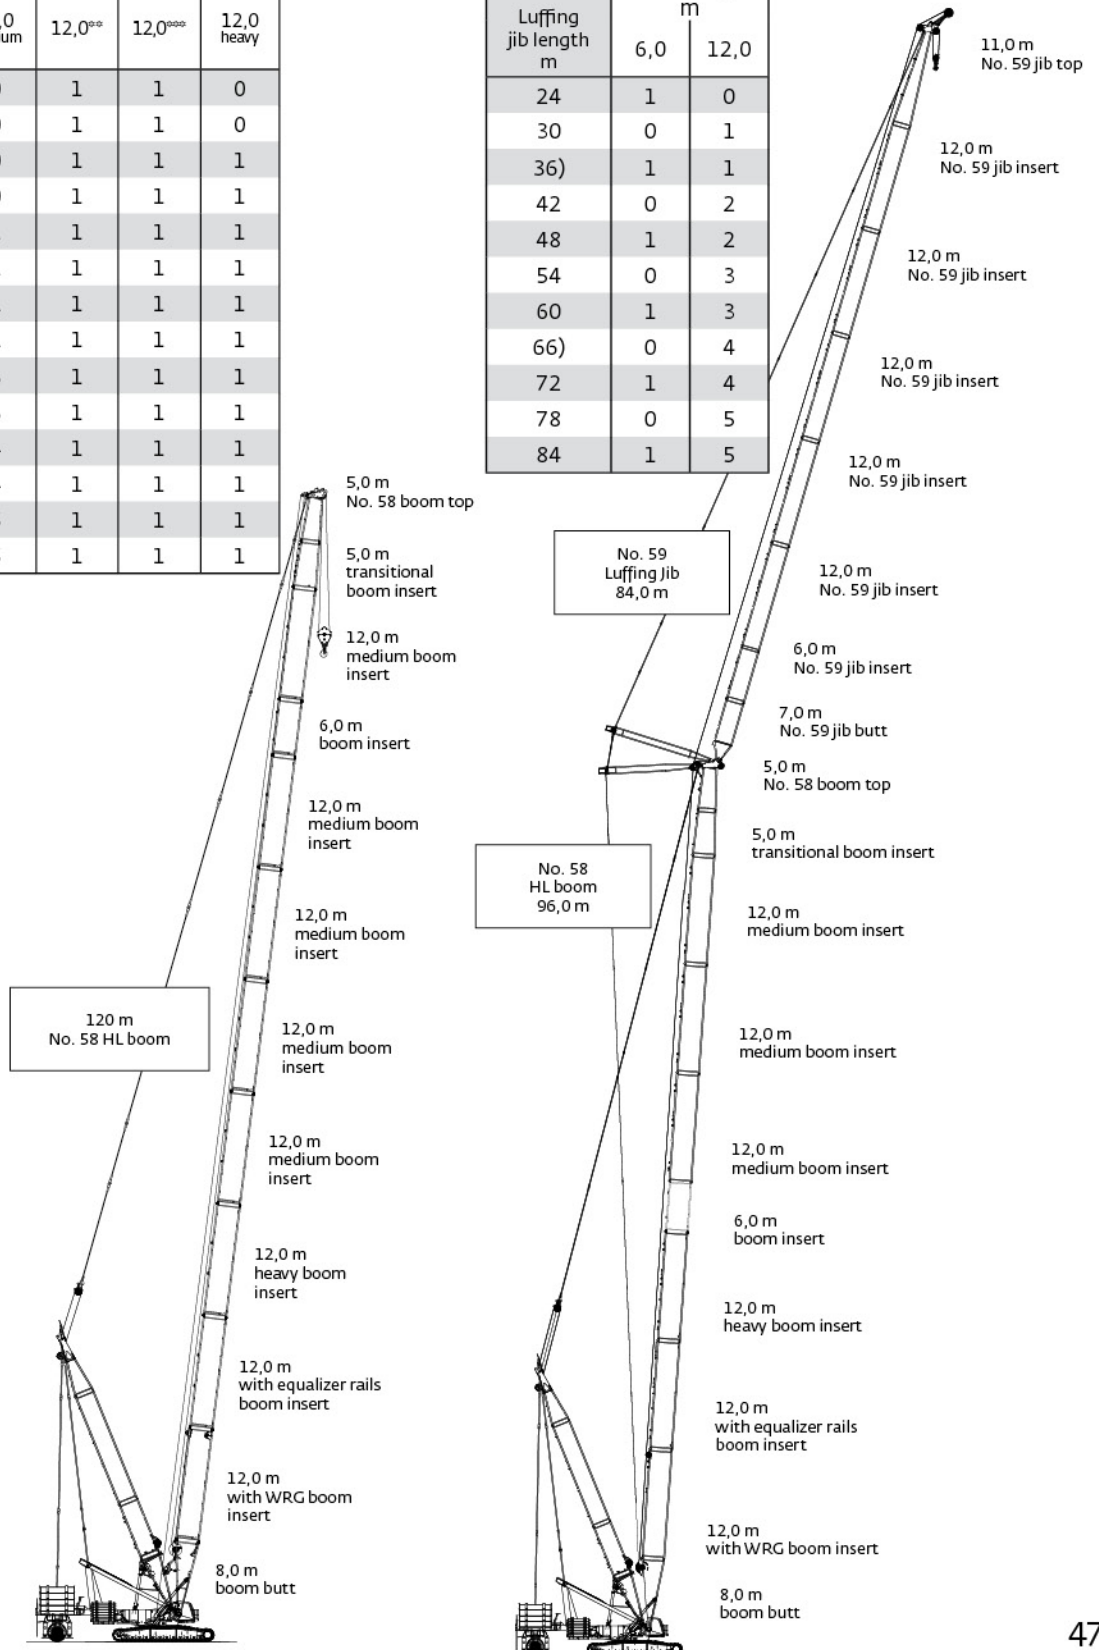 12,0** 12,0*** 12,0
heavy
1 1 0
1 1 0
1 1 1
1 1 1
1 1 1
1 1 1
1 1 1
1 1 1
1 1 1
1 1 1
1 1 1
1 1 1
1 1 1
1 1 1
Luffing
jib length
m
m
6,0 12,0
24 1 0
30 0 1
36) 1 1
42 0 2
48 1 2
54 0 3
60 1 3
66) 0 4
72 1 4
78 0 5
84 1 5
5,0 m
No. 58 boom top
5,0 m
transitional
boom insert
12,0 m
medium boom
insert
6,0 m
boom insert
12,0 m
medium boom
insert
12,0 m
medium boom
insert
12,0 m
medium boom
insert
12,0 m
medium boom
insert
12,0 m
heavy boom
insert
12,0 m
with equalizer rails
boom insert
12,0 m
with WRG boom
insert
8,0 m
boom butt
120 m
No. 58 HL boom
11,0 m
No. 59 jib top
12,0 m
No. 59 jib insert
12,0 m
No. 59 jib insert
12,0 m
No. 59 jib insert
12,0 m
No. 59 jib insert
12,0 m
No. 59 jib insert
6,0 m
No. 59 jib insert
7,0 m
No. 59 jib butt
5,0 m
No. 58 boom top
5,0 m
transitional boom insert
12,0 m
medium boom insert
12,0 m
medium boom insert
12,0 m
medium boom insert
6,0 m
boom insert
12,0 m
heavy boom insert
12,0 m
with equalizer rails
boom insert
12,0 m
with WRG boom insert
8,0 m
boom butt
No. 59
Luffing Jib
84,0 m
No. 58
HL boom
96,0 m
47